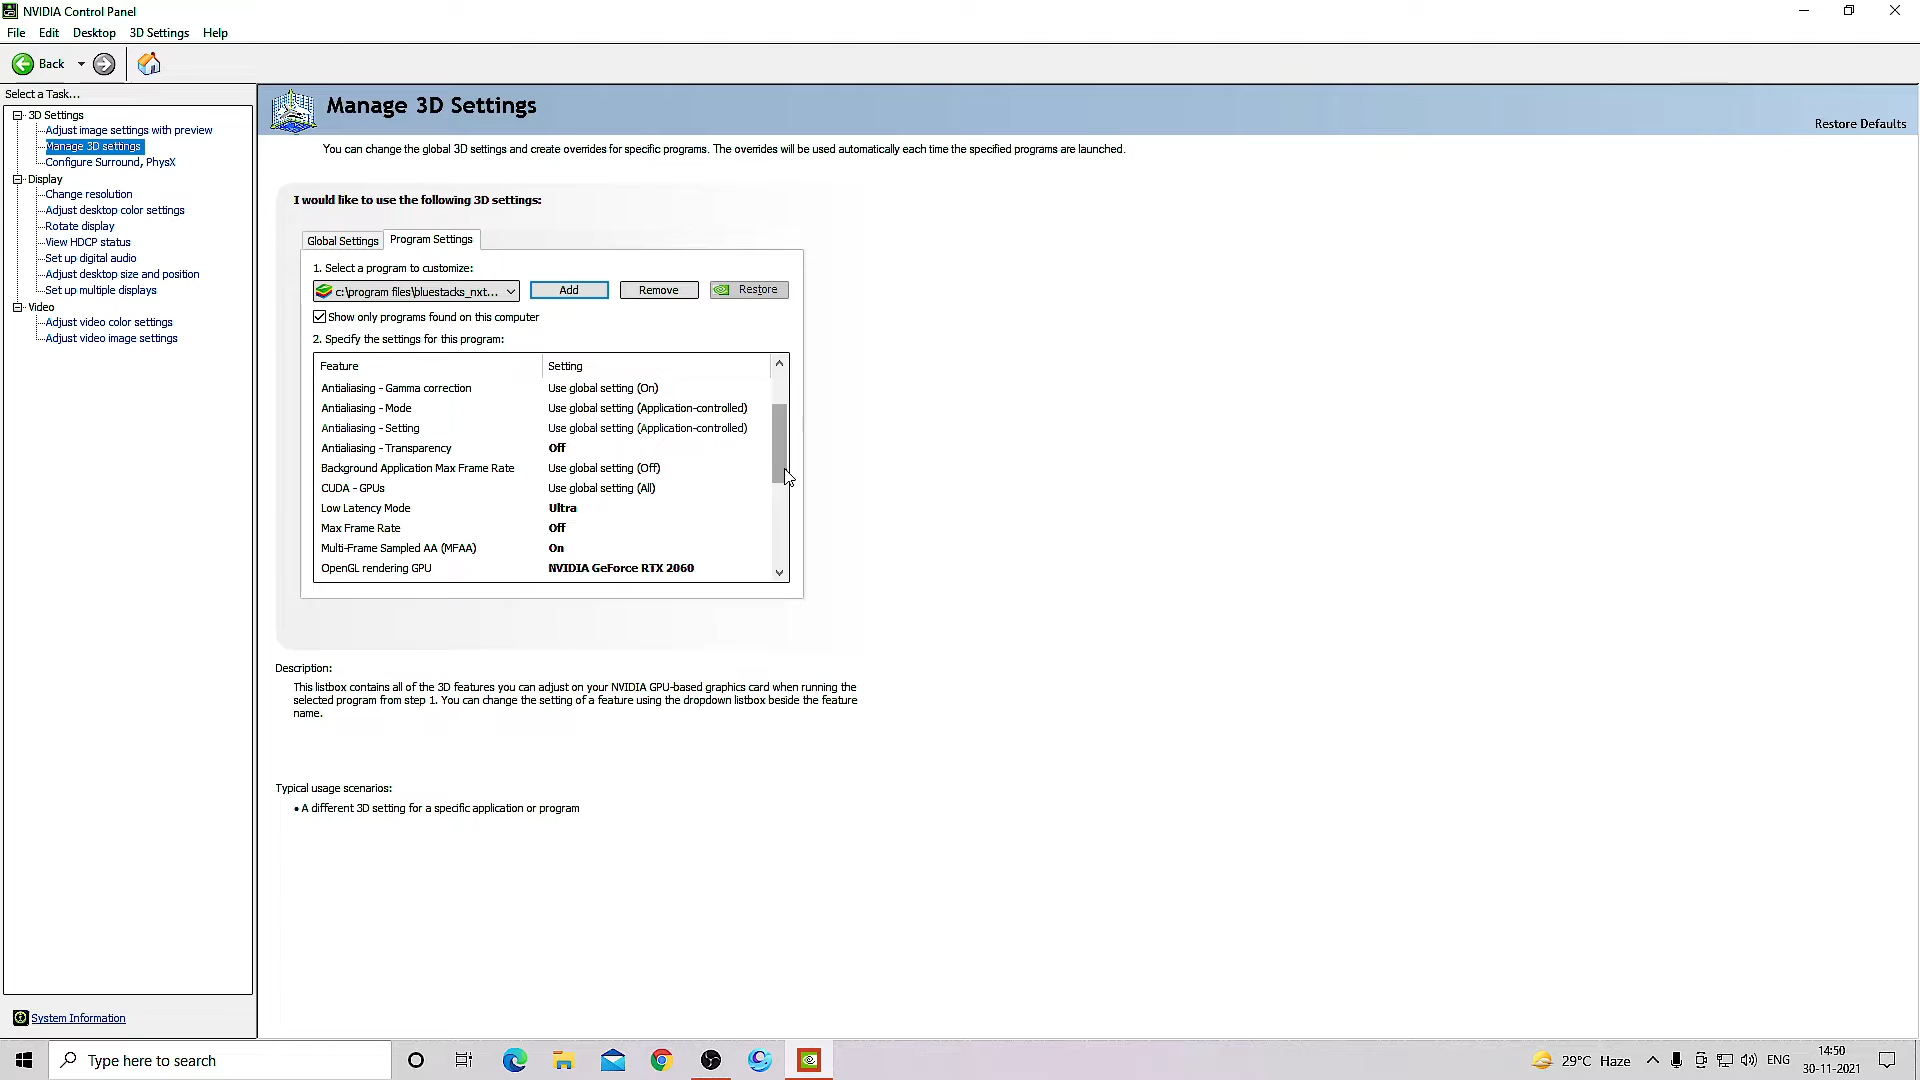 NVIDIA Control Panel
File Edit Desktop 3D Settings Help
Back
Select a Task...
3D Settings
Adjust image settings with preview
Manage 3D settings
Configure Surround, PhysX
Display
Change resolution
Adjust desktop color settings
Rotate display
View HDCP status
Set up digital audio
Adjust desktop size and position
Set up multiple displays
Video
Adjust video color settings
Adjust video image settings
System Information
Manage 3D Settings
Restore Defaults
You can change the global 3D settings and create overrides for specific programs. The overrides will be used automatically each time the specified programs are launched.
I would like to use the following 3D settings:
Global Settings Program Settings
1. Select a program to customize:
c:\program files\bluestacks_nxt... Add Remove Restore
Show only programs found on this computer
2. Specify the settings for this program:
Feature Setting
Antialiasing - Gamma correction Use global setting (On)
Antialiasing - Mode Use global setting (Application-controlled)
Antialiasing - Setting Use global setting (Application-controlled)
Antialiasing - Transparency Off
Background Application Max Frame Rate Use global setting (Off)
CUDA - GPUs Use global setting (All)
Low Latency Mode Ultra
Max Frame Rate Off
Multi-Frame Sampled AA (MFAA) On
OpenGL rendering GPU NVIDIA GeForce RTX 2060
Description:
This listbox contains all of the 3D features you can adjust on your NVIDIA GPU-based graphics card when running the
selected program from step 1. You can change the setting of a feature using the dropdown listbox beside the feature
name.
Typical usage scenarios:
• A different 3D setting for a specific application or program
Type here to search
29°C Haze
ENG
14:50
30-11-2021